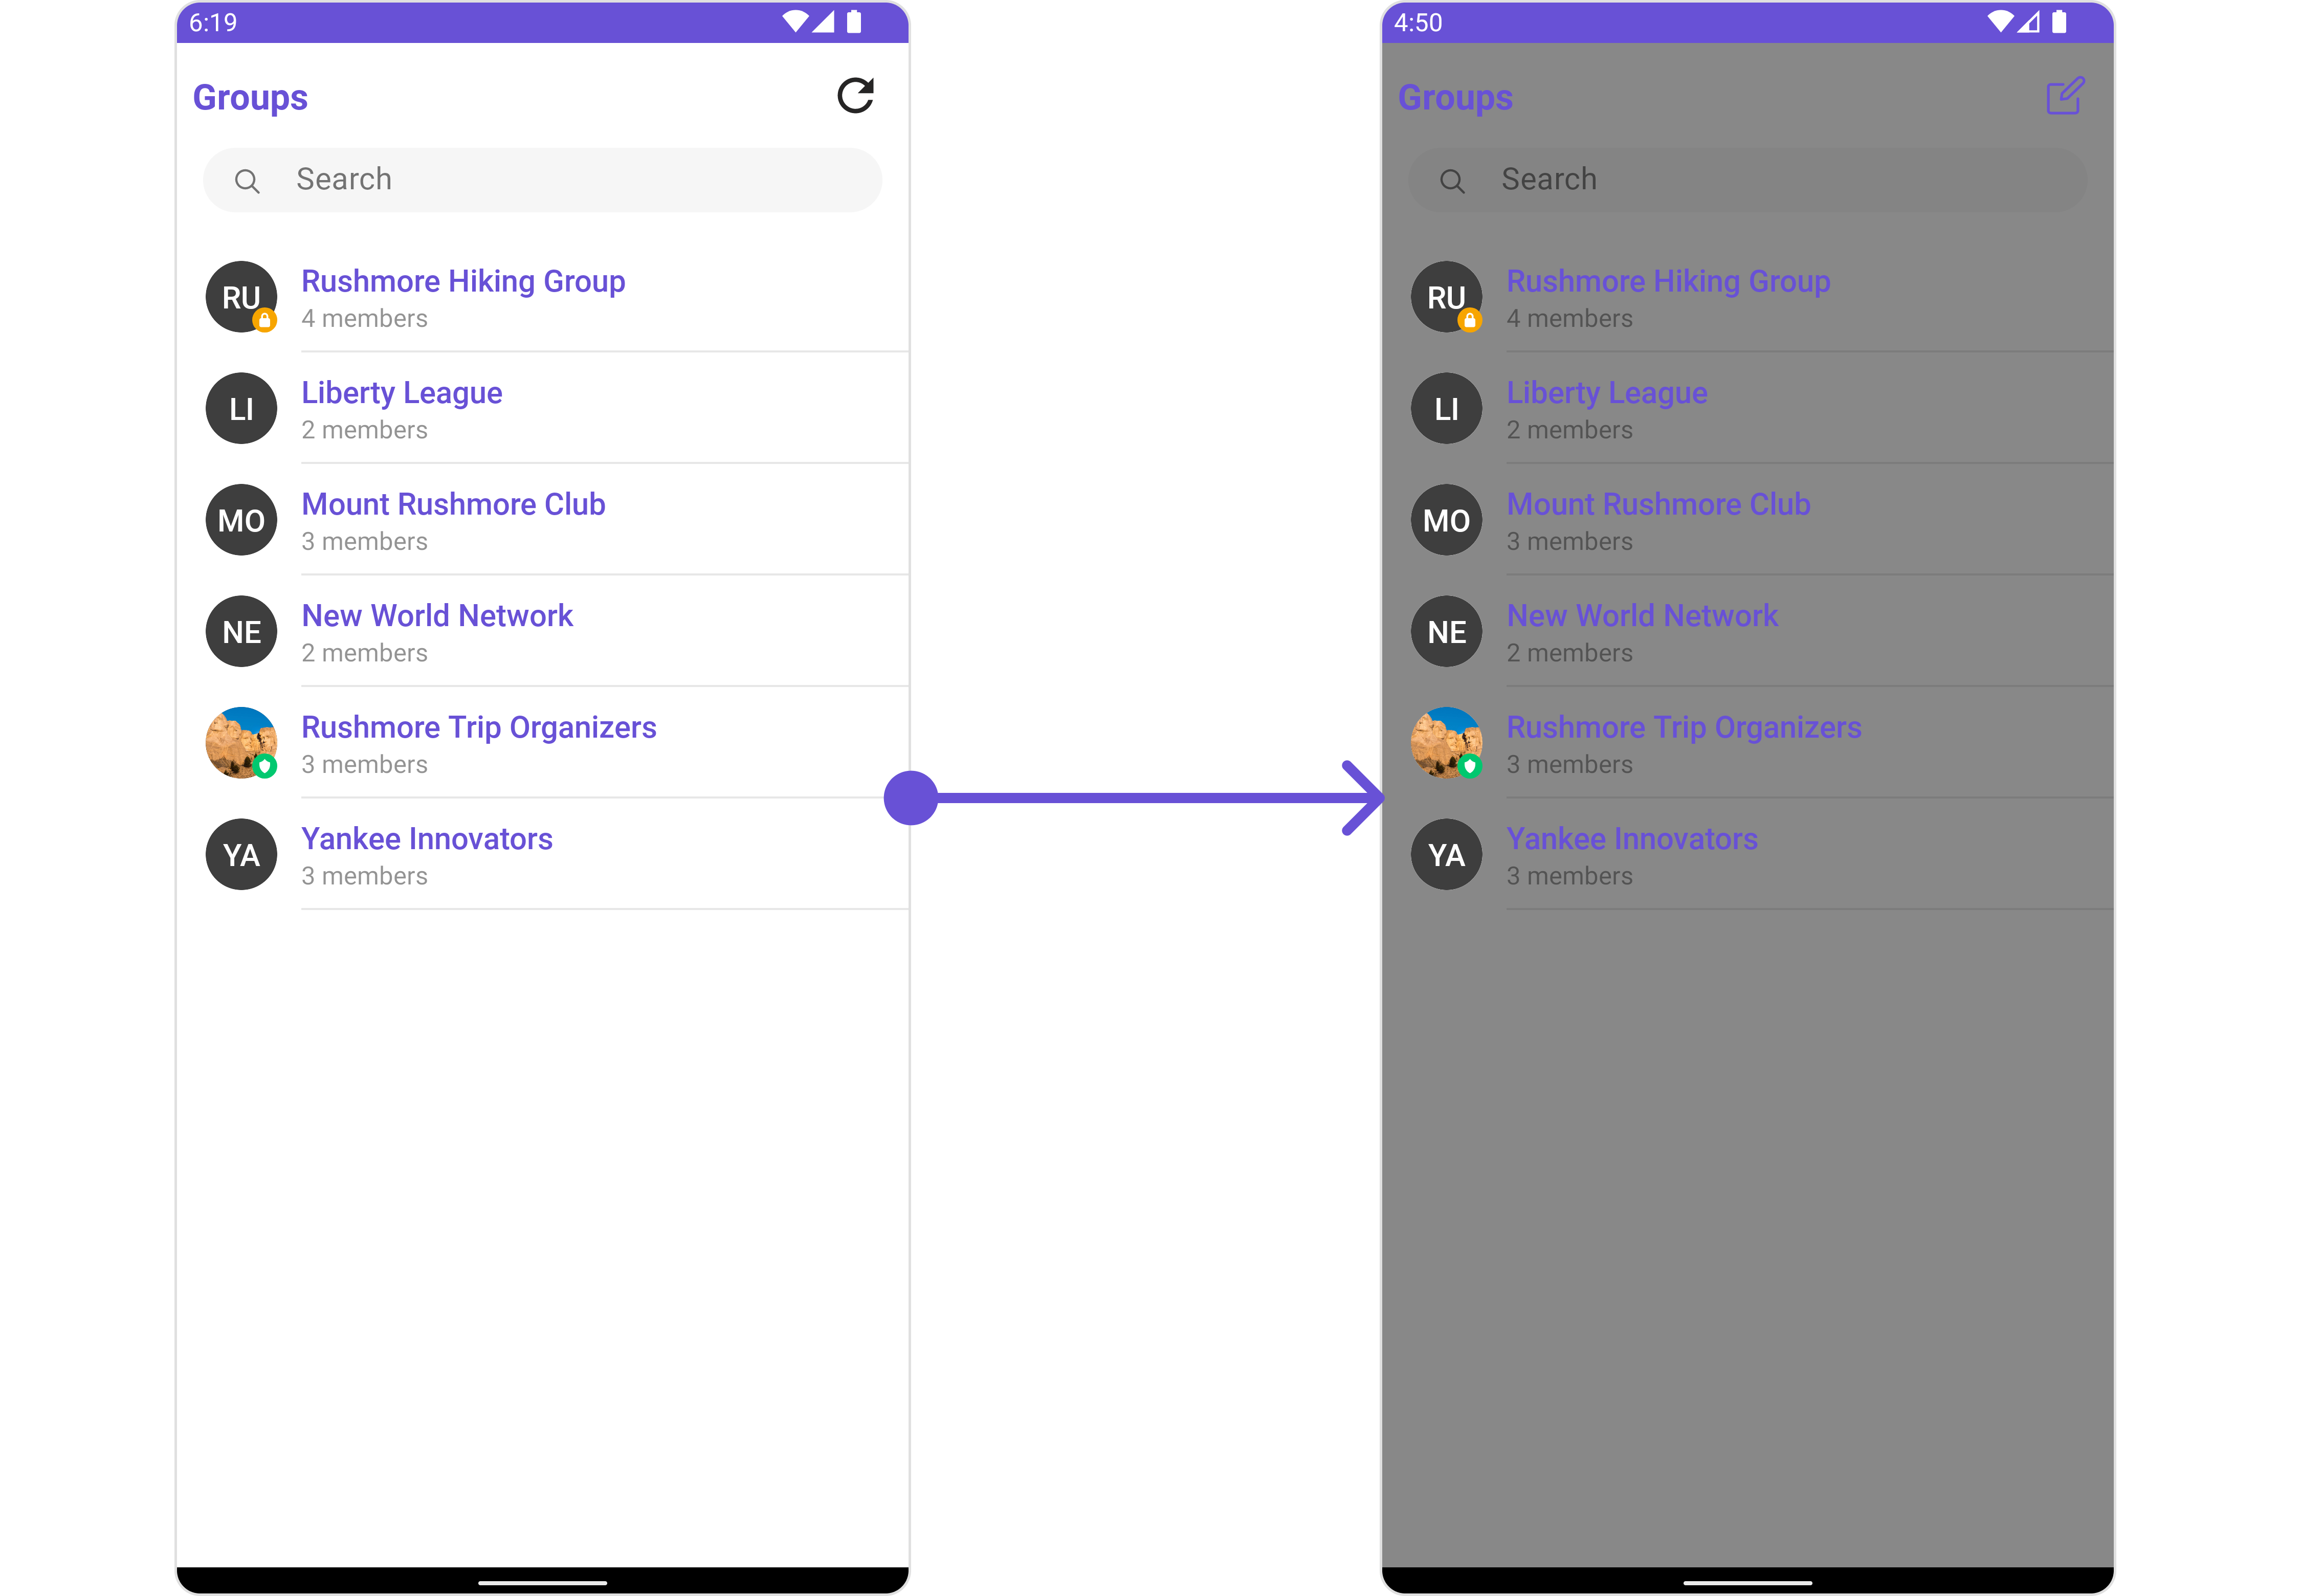 6:19
Groups
Search
RU
Rushmore Hiking Group
4 members
LI
Liberty League
2 members
MO
Mount Rushmore Club
3 members
NE
New World Network
2 members
Rushmore Trip Organizers
3 members
YA
Yankee Innovators
3 members
4:50
Groups
Search
RU
Rushmore Hiking Group
4 members
LI
Liberty League
2 members
MO
Mount Rushmore Club
3 members
NE
New World Network
2 members
Rushmore Trip Organizers
3 members
YA
Yankee Innovators
3 members